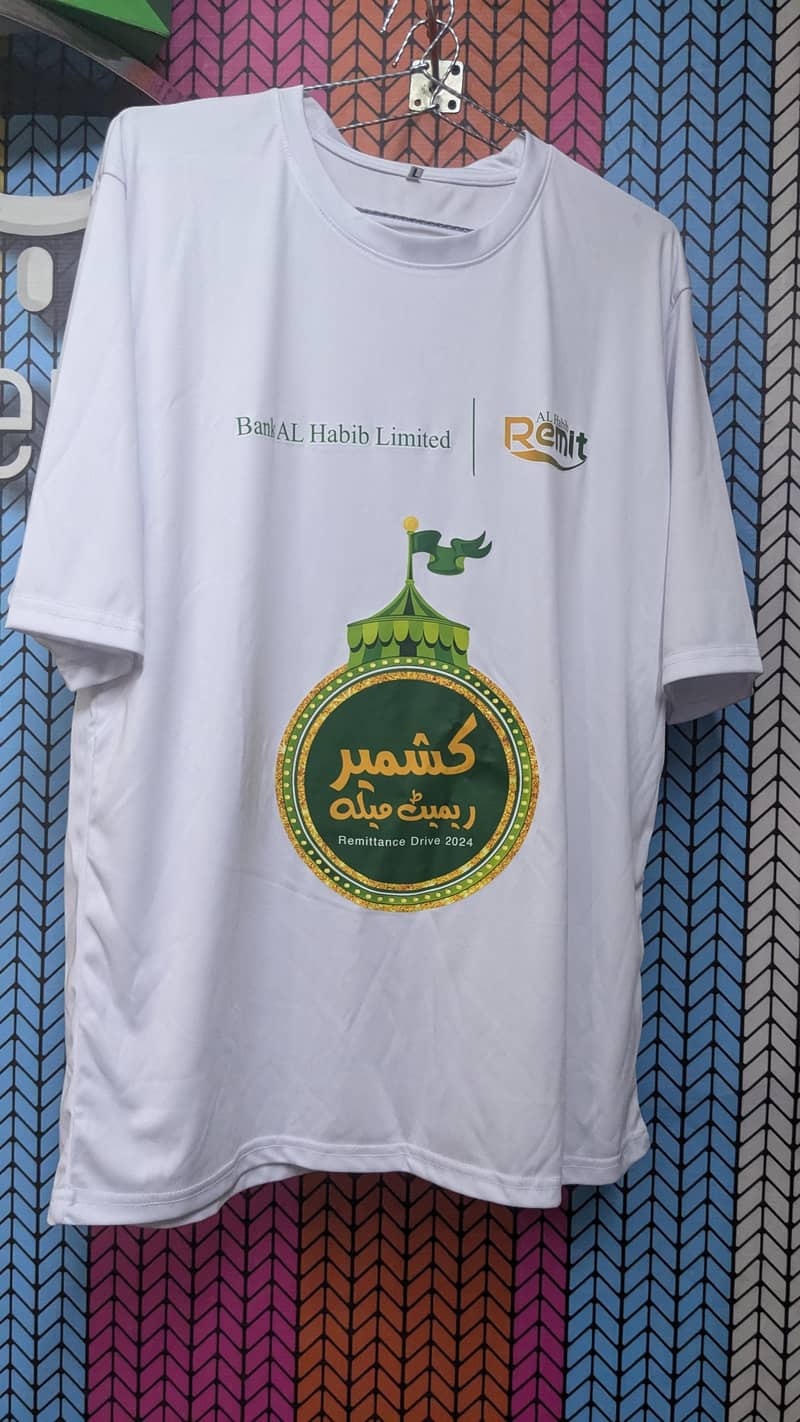 L
Bank AL Habib Limited
AL Habib
Remit
کشمیر
ریمیٹ میلہ
Remittance Drive 2024